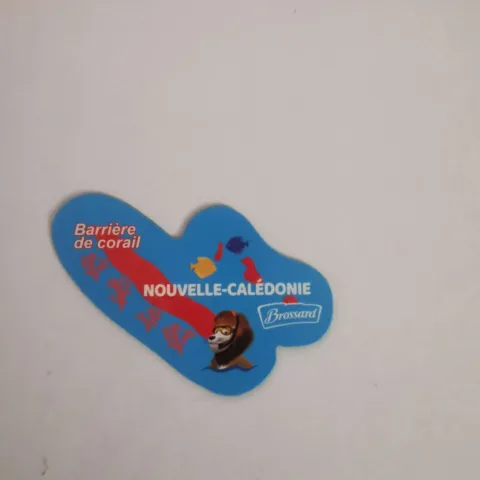 Barrière
de corail
NOUVELLE-CALÉDONIE
Brossard